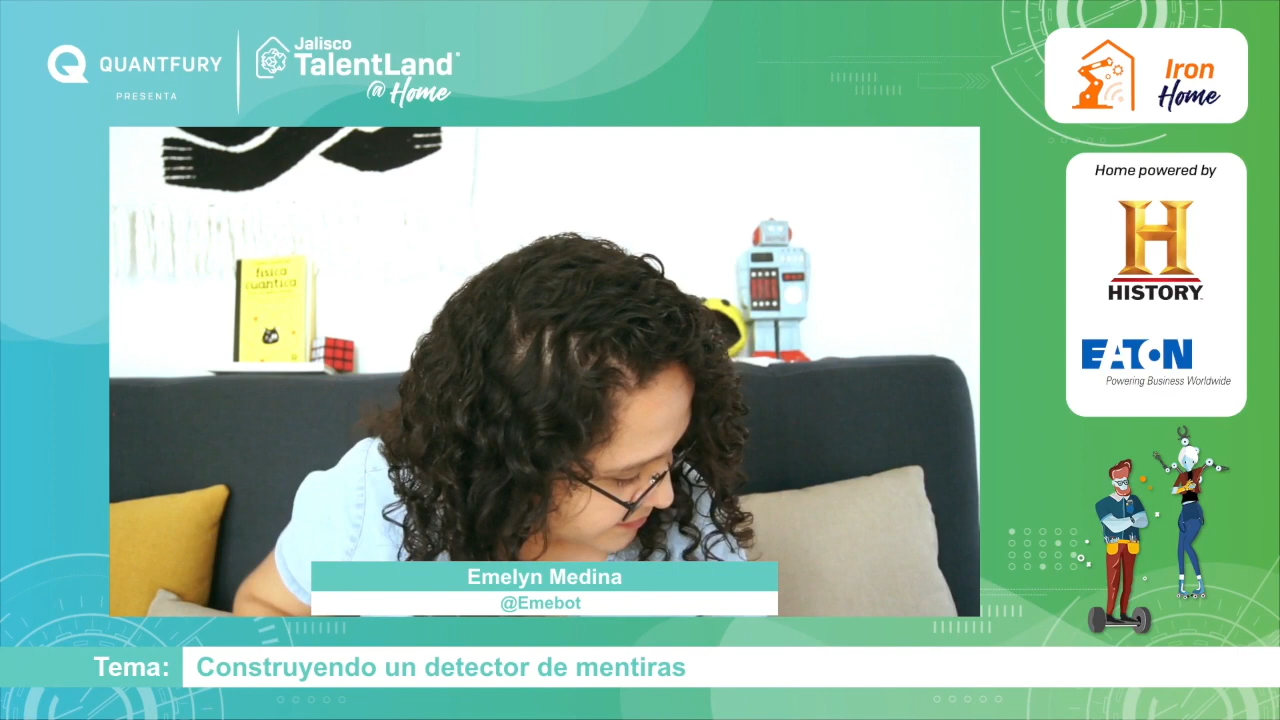 QUANTFURY
PRESENTA
Jalisco
TalentLand
@Home
Iron
Home
Home powered by
H
HISTORY
EATON
Powering Business Worldwide
física
cuántica
Emelyn Medina
@Emebot
Tema: Construyendo un detector de mentiras